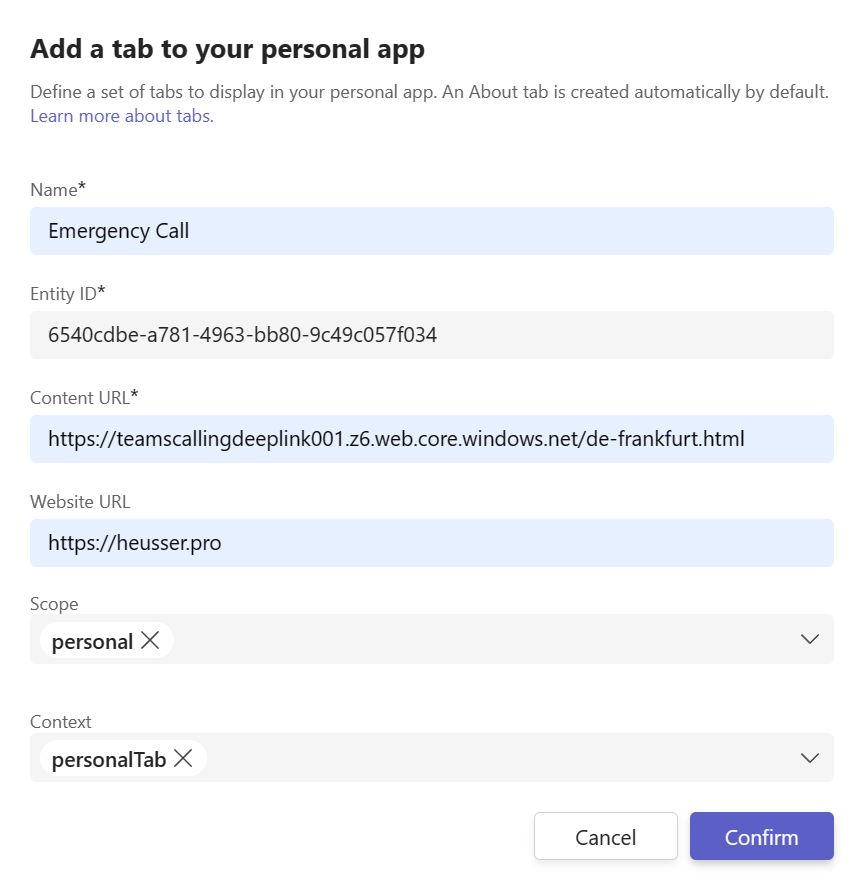 Add a tab to your personal app
Define a set of tabs to display in your personal app. An About tab is created automatically by default.
Learn more about tabs.
Name*
Emergency Call
Entity ID*
6540cdbe-a781-4963-bb80-9c49c057f034
Content URL*
https://teamscallingdeeplink001.z6.web.core.windows.net/de-frankfurt.html
Website URL
https://heusser.pro
Scope
personal
Context
personalTab
Cancel Confirm